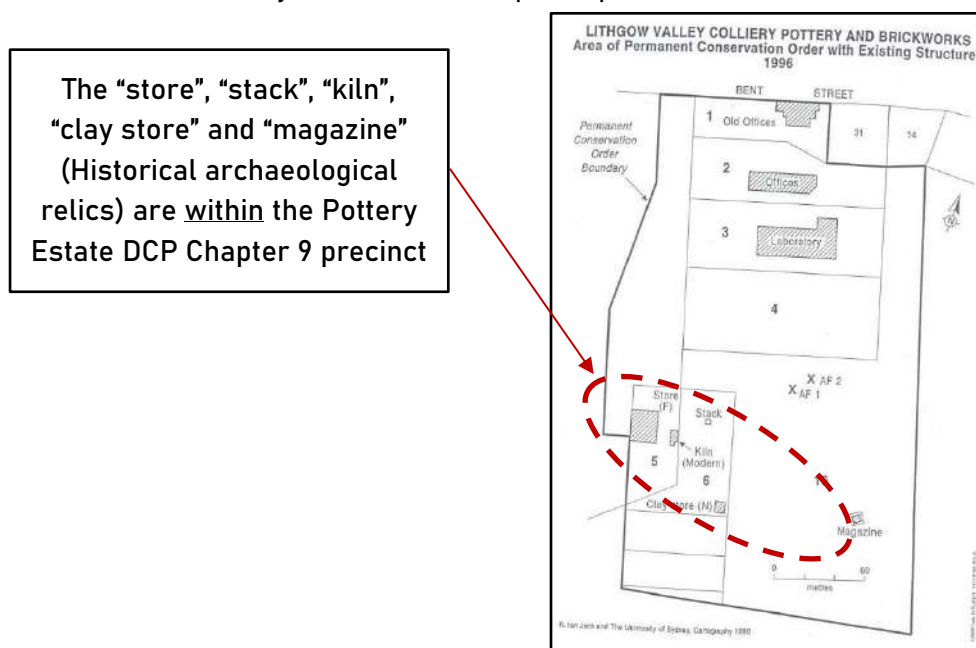 The “store”, “stack”, “kiln”,
“clay store” and “magazine”
(Historical archaeological
relics) are within the Pottery
Estate DCP Chapter 9 precinct
LITHGOW VALLEY COLLIERY POTTERY AND BRICKWORKS
Area of Permanent Conservation Order with Existing Structure
1996
BENT STREET
Permanent
Conservation
Order
Boundary
1 Old Offices
31
14
2
Offices
N
3
Laboratory
4
X AF 2
X AF 1
Store
(F)
Stack
Kiln
(Modern)
5
6
Clay store (N)
Magazine
0 60
metres
R. Ian Jack and The University of Sydney, Cartography